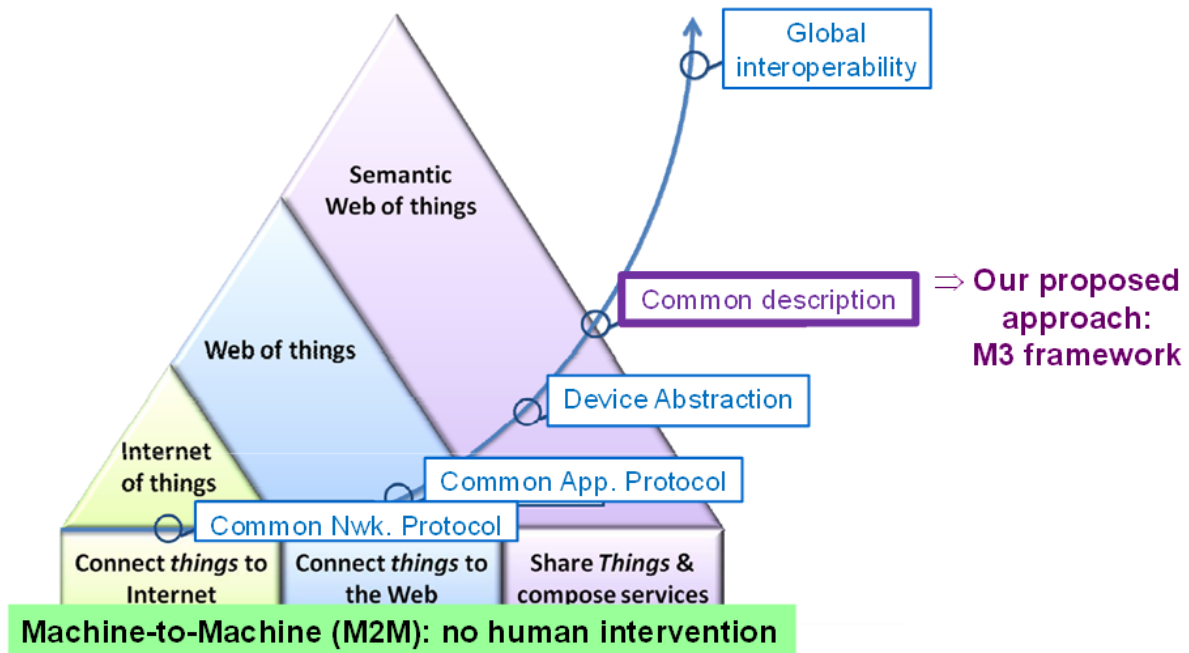 Global
interoperability
Semantic
Web of things
Common description
⇒ Our proposed
approach:
M3 framework
Web of things
Device Abstraction
Internet
of things
Common App. Protocol
Common Nwk. Protocol
Connect things to
Internet
Connect things to
the Web
Share Things &
compose services
Machine-to-Machine (M2M): no human intervention